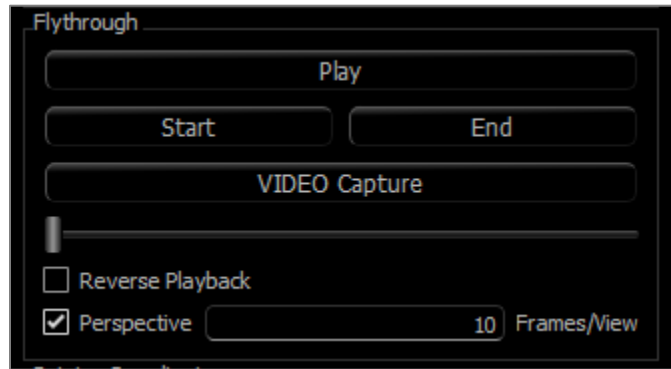 Flythrough
Play
Start End
VIDEO Capture
Reverse Playback
Perspective 10 Frames/View